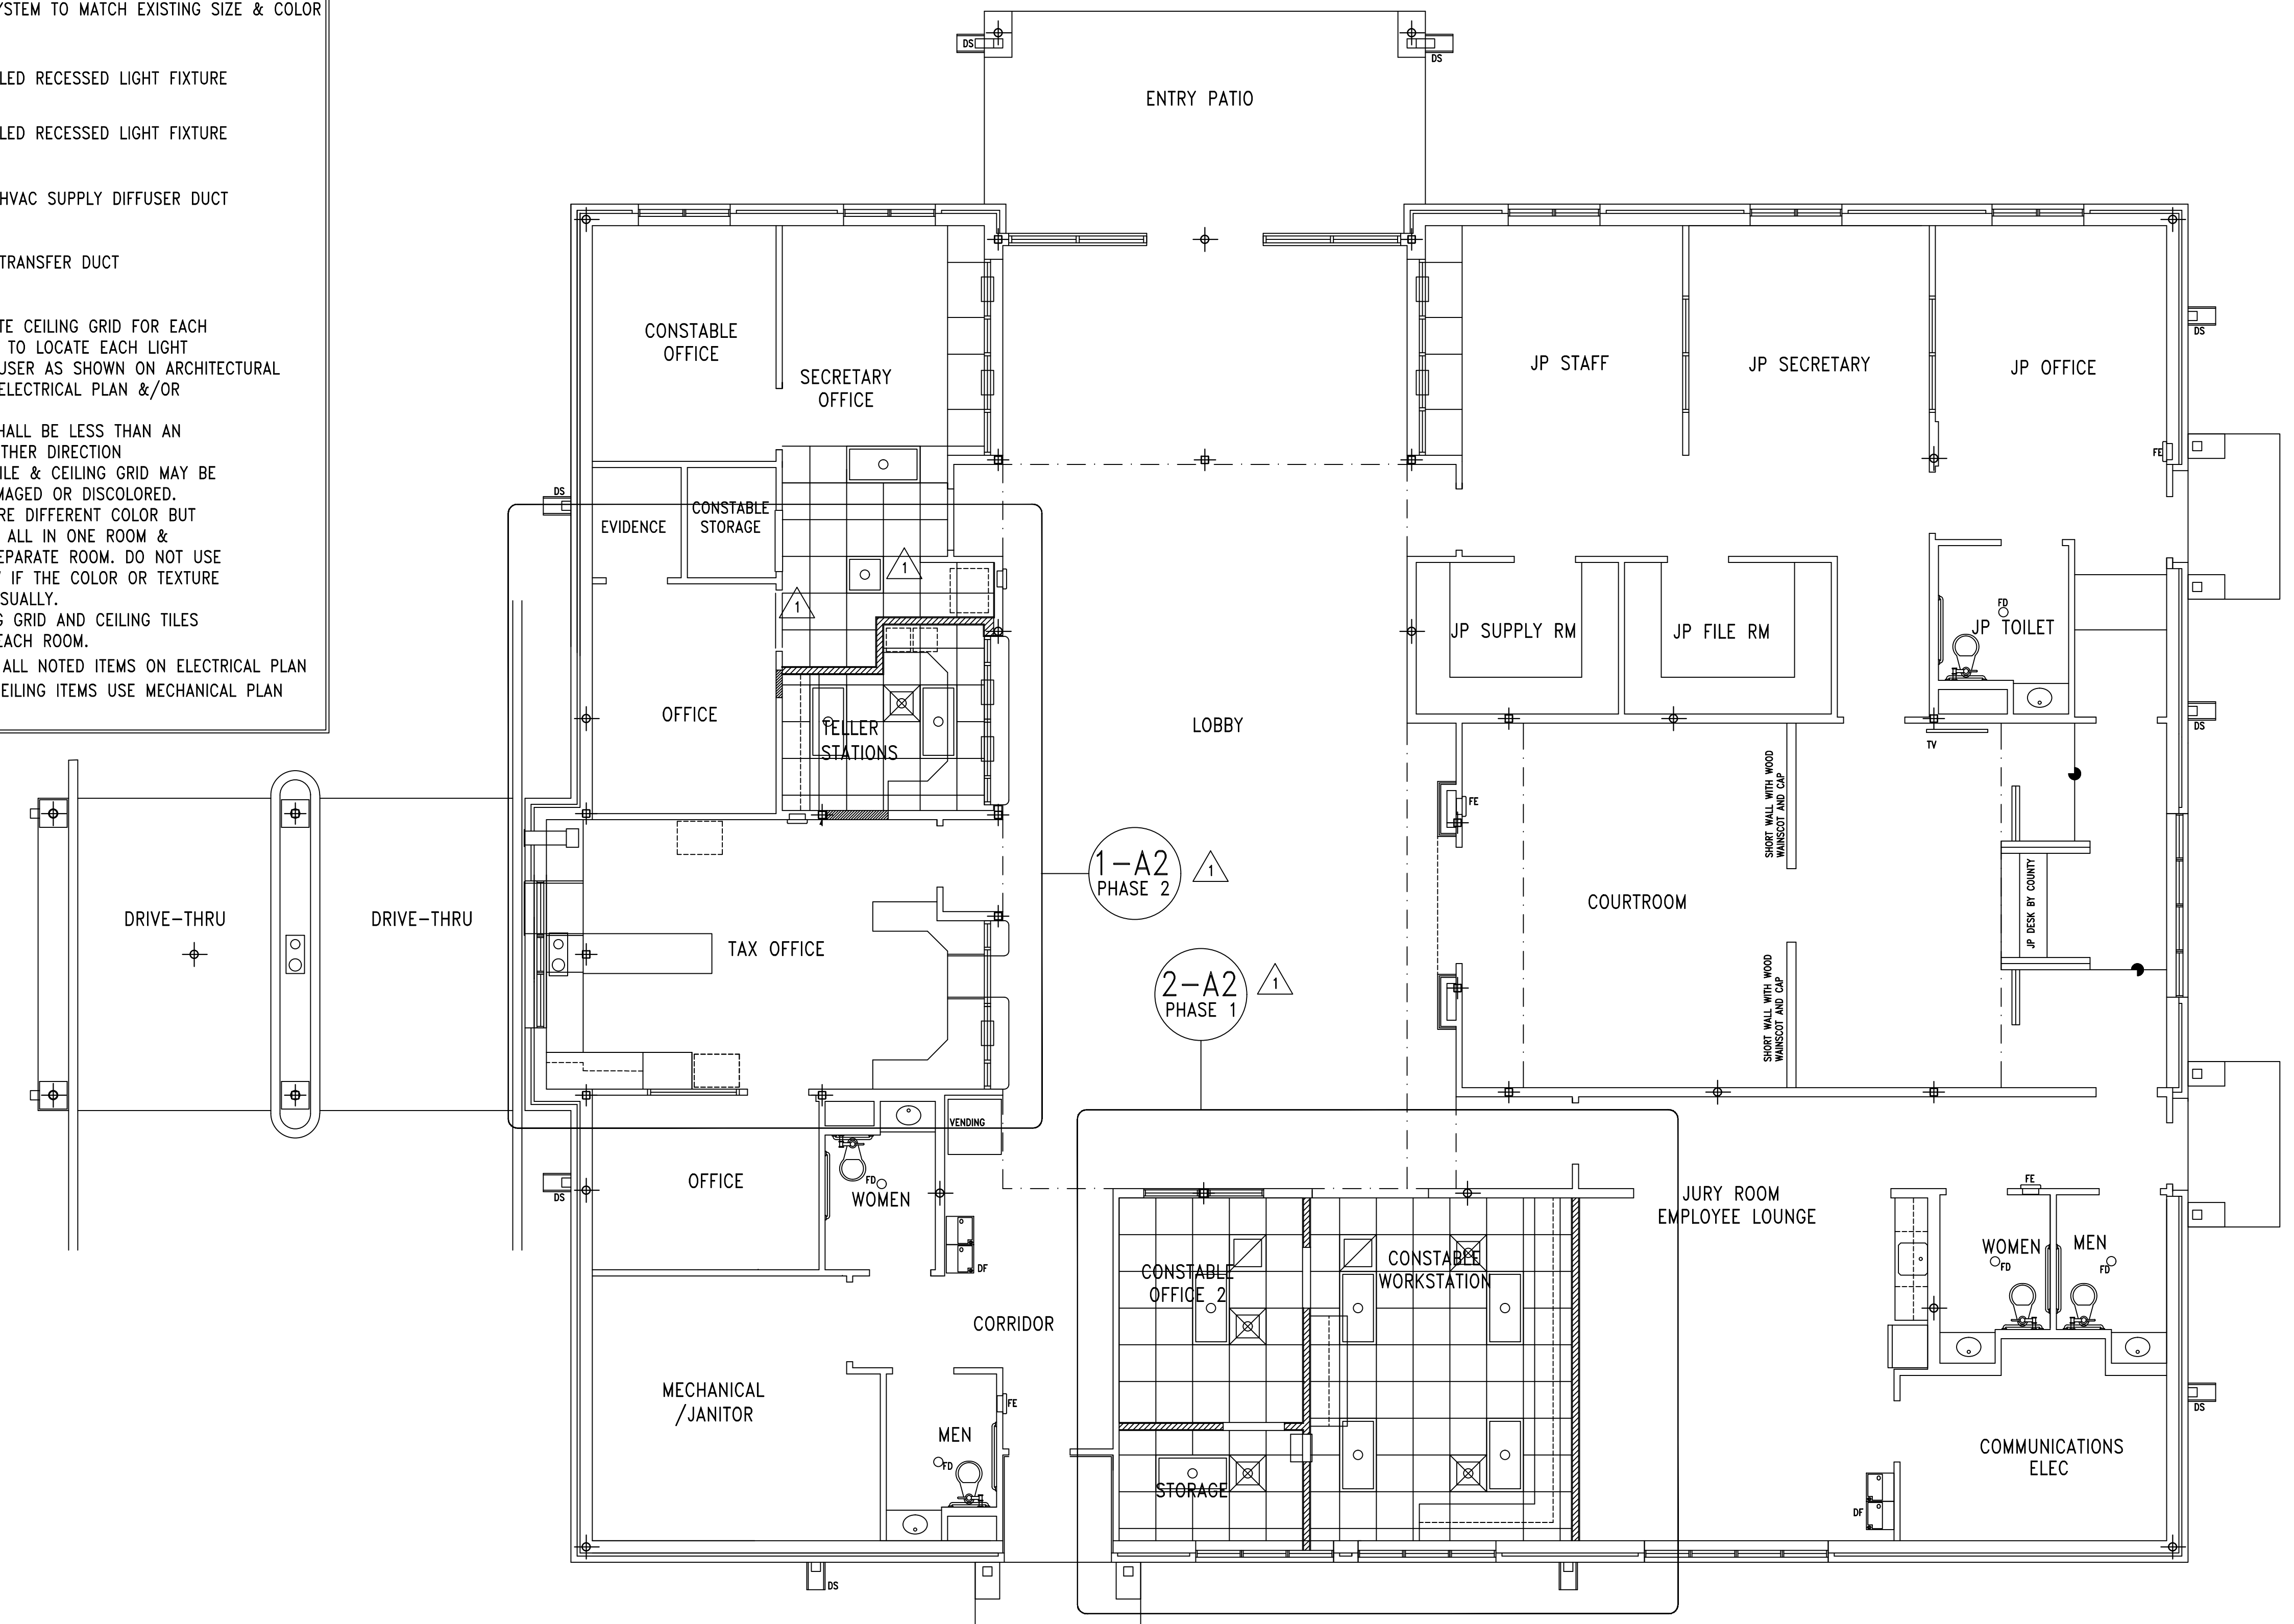 YSTEM TO MATCH EXISTING SIZE & COLOR
LED RECESSED LIGHT FIXTURE
LED RECESSED LIGHT FIXTURE
HVAC SUPPLY DIFFUSER DUCT
TRANSFER DUCT
TE CEILING GRID FOR EACH
TO LOCATE EACH LIGHT
USER AS SHOWN ON ARCHITECTURAL
ELECTRICAL PLAN &/OR
HALL BE LESS THAN AN
THER DIRECTION
ILE & CEILING GRID MAY BE
MAGED OR DISCOLORED.
RE DIFFERENT COLOR BUT
ALL IN ONE ROOM &
EPARATE ROOM. DO NOT USE
IF THE COLOR OR TEXTURE
SUALLY.
G GRID AND CEILING TILES
EACH ROOM.
ALL NOTED ITEMS ON ELECTRICAL PLAN
EILING ITEMS USE MECHANICAL PLAN
DS
DS
ENTRY PATIO
CONSTABLE
OFFICE
SECRETARY
OFFICE
JP STAFF
JP SECRETARY
JP OFFICE
DS
FE
DS
EVIDENCE
CONSTABLE
STORAGE
1
1
JP SUPPLY RM
JP FILE RM
FD
JP TOILET
OFFICE
TELLER
STATIONS
LOBBY
DS
TV
SHORT WALL WITH WOOD
WAINSCOT AND CAP
FE
1-A2
PHASE 2
1
DRIVE-THRU
DRIVE-THRU
TAX OFFICE
COURTROOM
JP DESK BY COUNTY
2-A2
PHASE 1
1
SHORT WALL WITH WOOD
WAINSCOT AND CAP
VENDING
OFFICE
DS
FD
WOMEN
FE
JURY ROOM
EMPLOYEE LOUNGE
WOMEN
FD
MEN
FD
DF
CONSTABLE
OFFICE 2
CONSTABLE
WORKSTATION
CORRIDOR
MECHANICAL
/JANITOR
FE
DS
MEN
FD
STORAGE
COMMUNICATIONS
ELEC
DF
DS